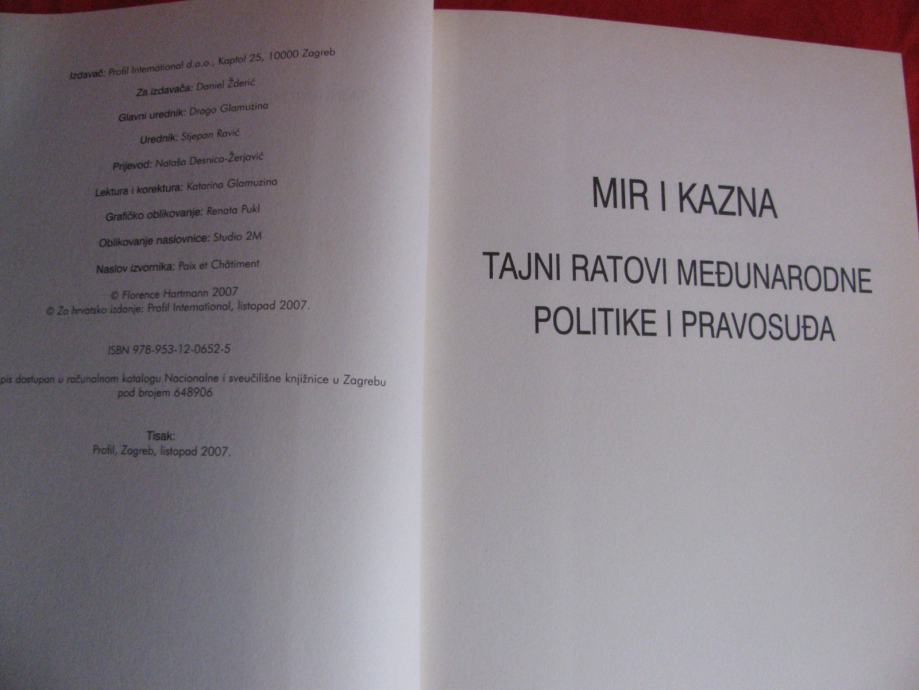 Izdavač: Profil International d.o.o., Kaptol 25, 10000 Zagreb
Za izdavača: Daniel Žderić
Glavni urednik: Drago Glamuzina
Urednik: Stjepan Ravić
Prijevod: Nataša Desnica-Žerjavić
Lektura i korektura: Katarina Glamuzina
Grafičko oblikovanje: Renata Pukl
Oblikovanje naslovnice: Studio 2M
Naslov izvornika: Paix et Châtiment
© Florence Hartmann 2007
© Za hrvatsko izdanje: Profil International, listopad 2007.
ISBN 978-953-12-0652-5
pis dostupan u računalnom katalogu Nacionalne i sveučilišne knjižnice u Zagrebu
pod brojem 648906
Tisak:
Profil, Zagreb, listopad 2007.
MIR I KAZNA
TAJNI RATOVI MEĐUNARODNE
POLITIKE I PRAVOSUĐA